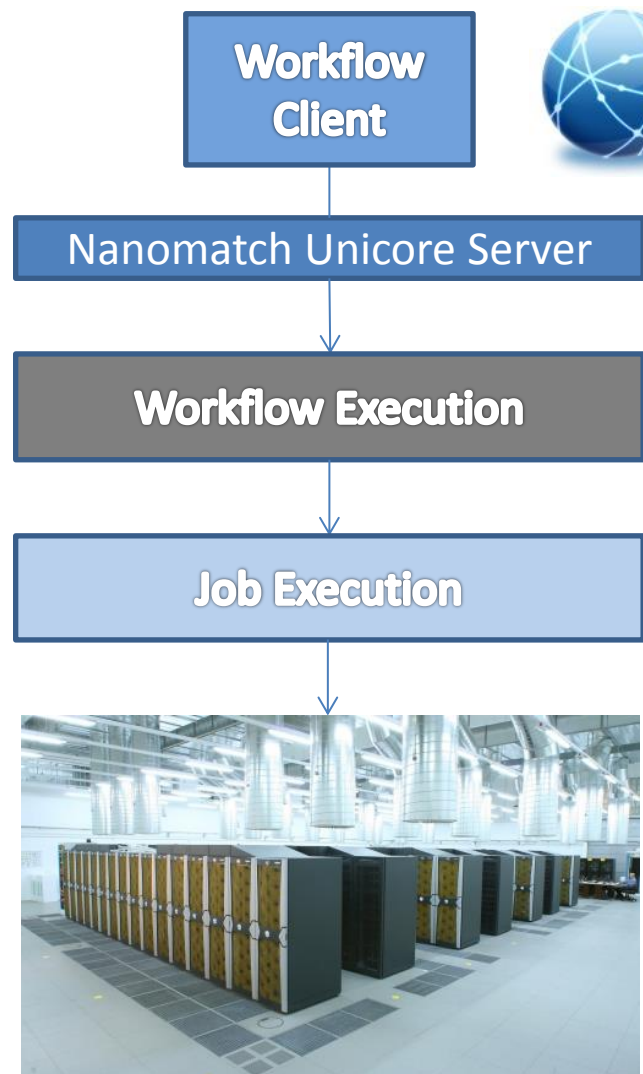 Workflow
Client
Nanomatch Unicore Server
Workflow Execution
Job Execution